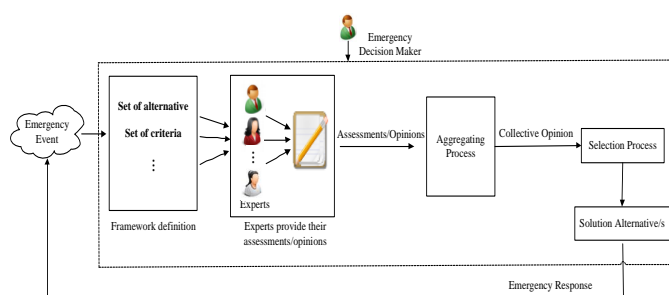 Emergency
Decision Maker
Emergency
Event
Set of alternative
Set of criteria
Experts
Framework definition
Experts provide their
assessments/opinions
Assessments/Opinions
Aggregating
Process
Collective Opinion
Selection Process
Solution Alternative/s
Emergency Response